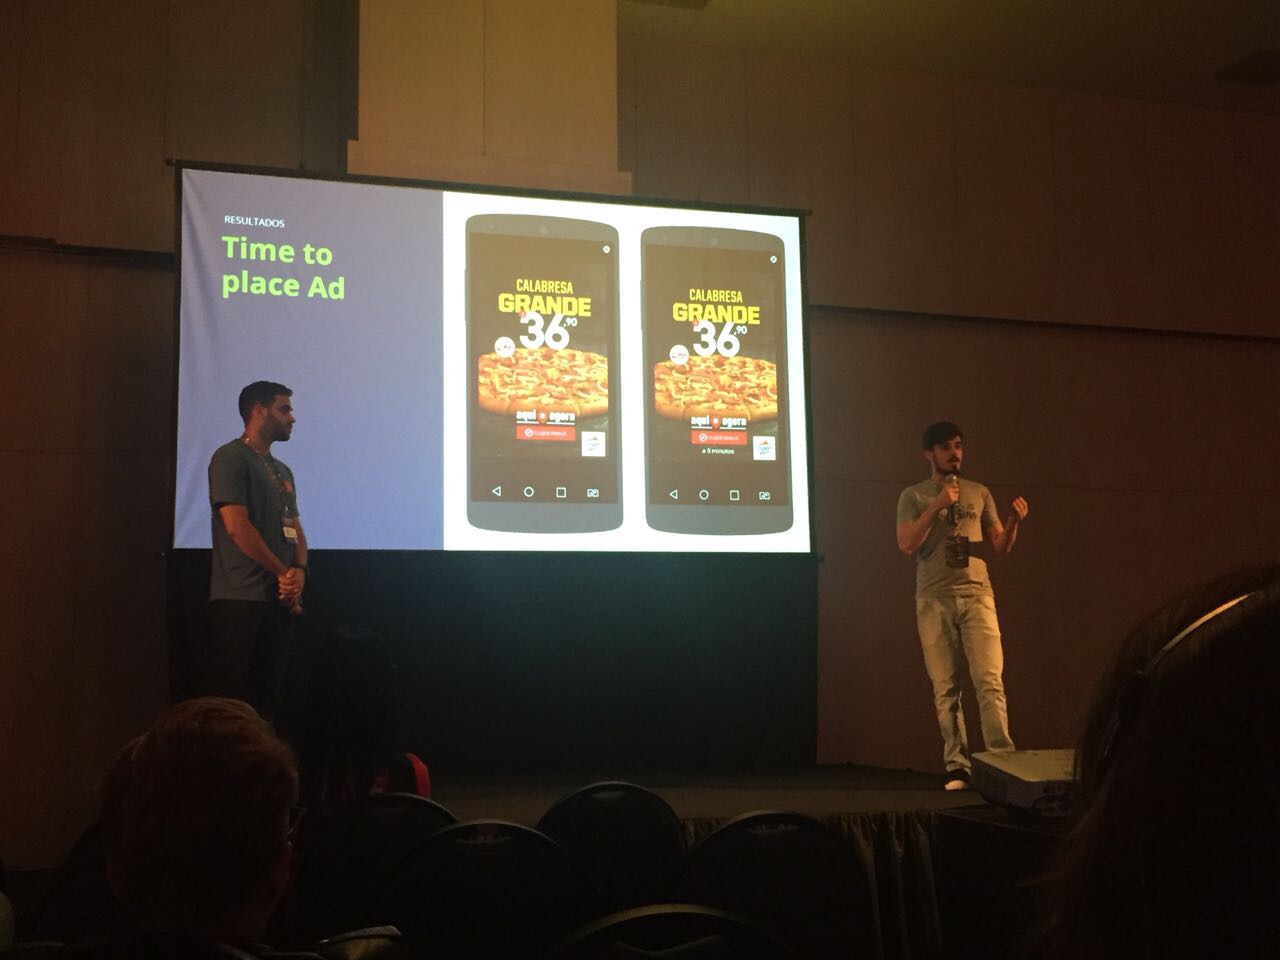 RESULTADOS
Time to
place Ad
CALABRESA
GRANDE
36,90
aqui agora
CALABRESA
GRANDE
36,90
aqui agora
a 5 minutos